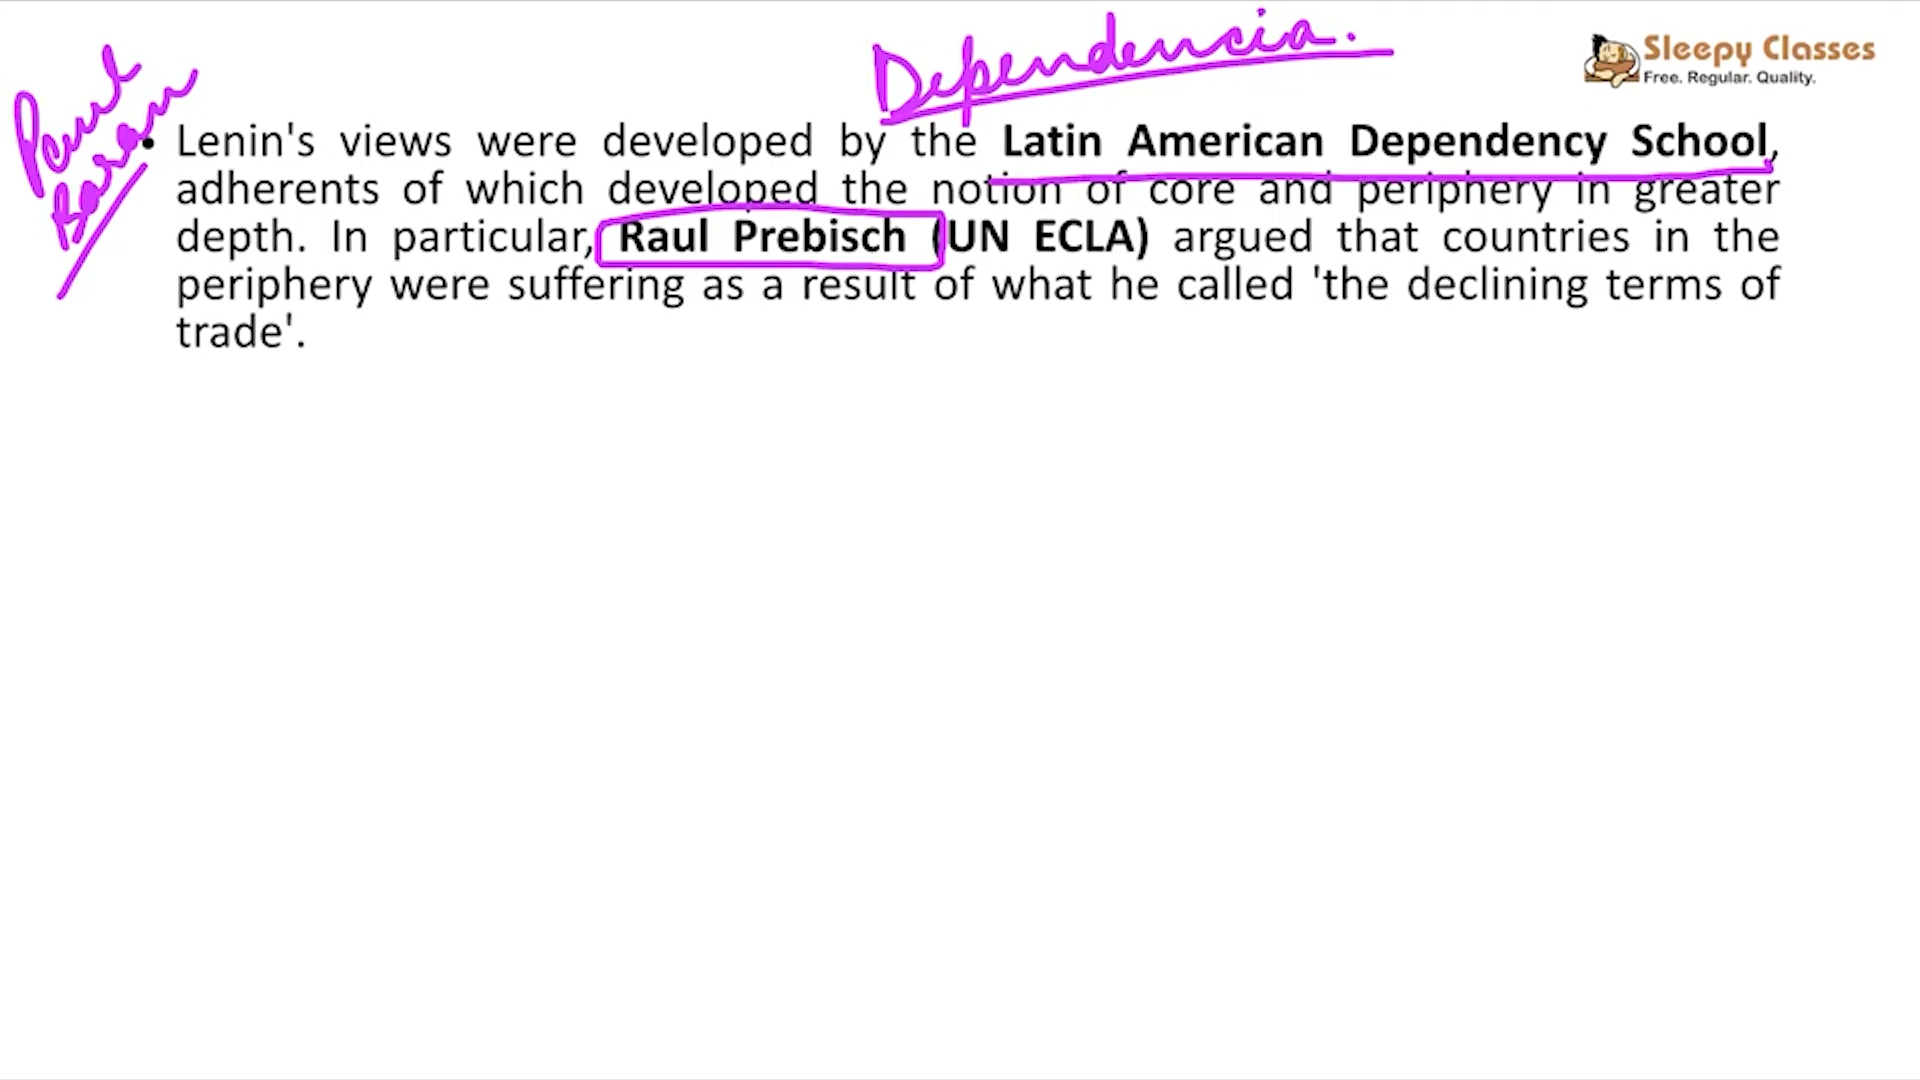 Dependencia.
Sleepy Classes
Free. Regular. Quality.
Paul
Baran
• Lenin's views were developed by the Latin American Dependency School,
adherents of which developed the notion of core and periphery in greater
depth. In particular, Raul Prebisch (UN ECLA) argued that countries in the
periphery were suffering as a result of what he called 'the declining terms of
trade'.